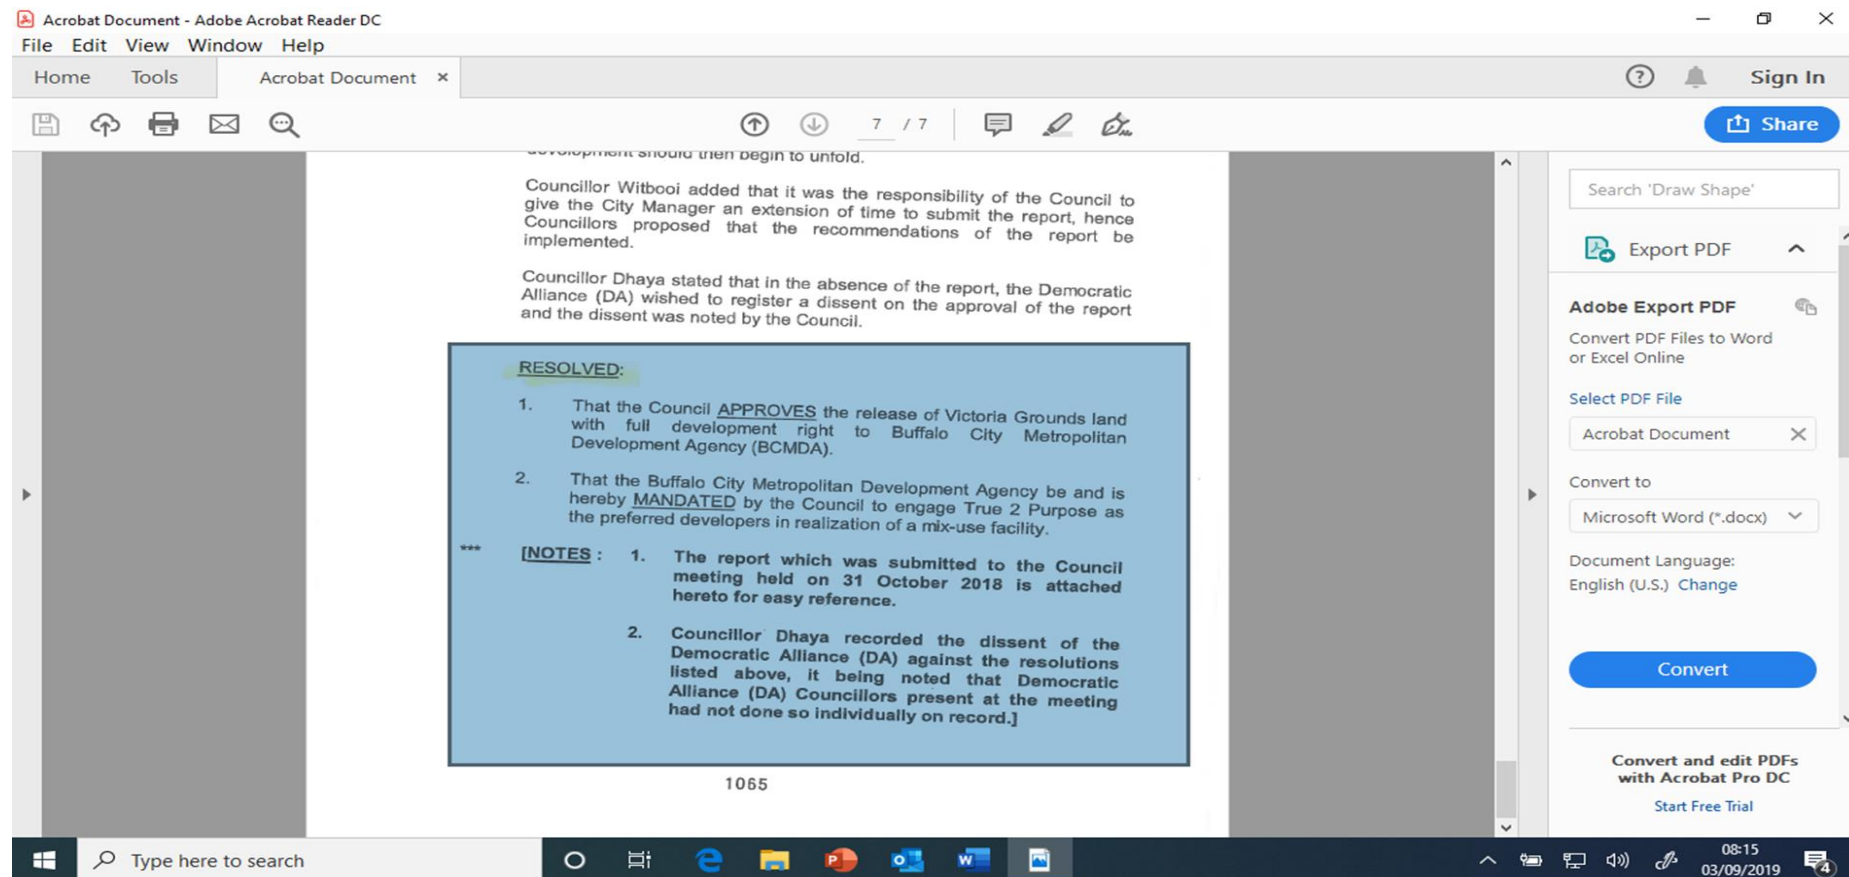 Acrobat Document - Adobe Acrobat Reader DC
File Edit View Window Help
Home Tools Acrobat Document ×
Sign In
7 / 7
Share
development should then begin to unfold.
Councillor Witbooi added that it was the responsibility of the Council to
give the City Manager an extension of time to submit the report, hence
Councillors proposed that the recommendations of the report be
implemented.
Councillor Dhaya stated that in the absence of the report, the Democratic
Alliance (DA) wished to register a dissent on the approval of the report
and the dissent was noted by the Council.
RESOLVED:
1. That the Council APPROVES the release of Victoria Grounds land
with full development right to Buffalo City Metropolitan
Development Agency (BCMDA).
2. That the Buffalo City Metropolitan Development Agency be and is
hereby MANDATED by the Council to engage True 2 Purpose as
the preferred developers in realization of a mix-use facility.
*** [NOTES : 1. The report which was submitted to the Council
meeting held on 31 October 2018 is attached
hereto for easy reference.
2. Councillor Dhaya recorded the dissent of the
Democratic Alliance (DA) against the resolutions
listed above, it being noted that Democratic
Alliance (DA) Councillors present at the meeting
had not done so individually on record.]
1065
Search 'Draw Shape'
Export PDF
Adobe Export PDF
Convert PDF Files to Word
or Excel Online
Select PDF File
Acrobat Document
Convert to
Microsoft Word (*.docx)
Document Language:
English (U.S.) Change
Convert
Convert and edit PDFs
with Acrobat Pro DC
Start Free Trial
Type here to search
08:15
03/09/2019
4